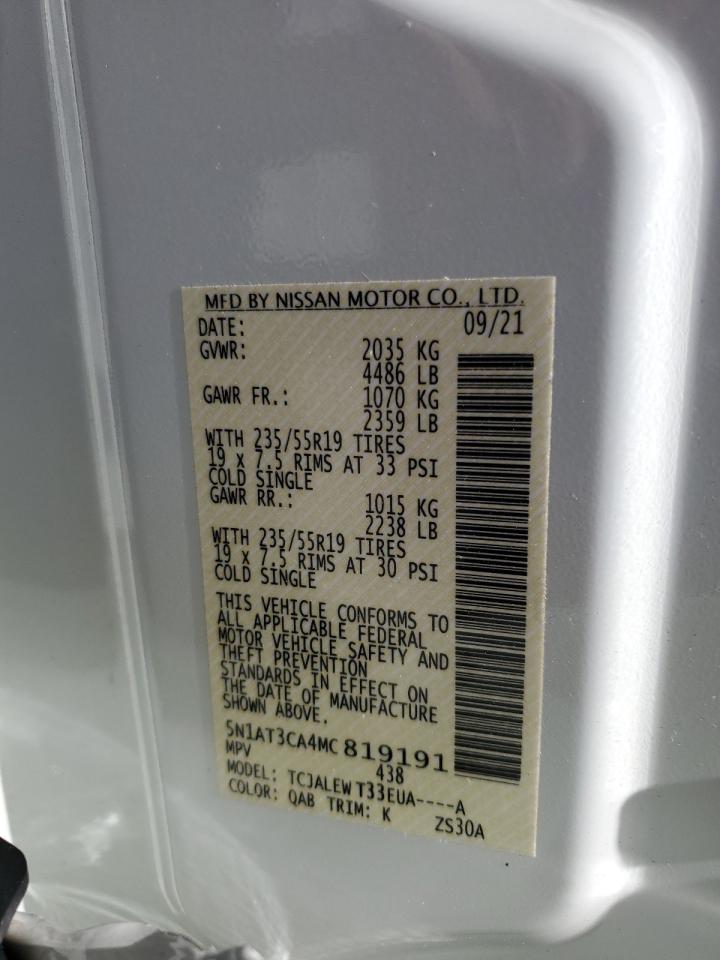 MFD BY NISSAN MOTOR CO., LTD.
DATE: 09/21
GVWR: 2035 KG
4486 LB
GAWR FR.: 1070 KG
2359 LB
WITH 235/55R19 TIRES
19 x 7.5 RIMS AT 33 PSI
COLD SINGLE
GAWR RR.: 1015 KG
2238 LB
WITH 235/55R19 TIRES
19 x 7.5 RIMS AT 30 PSI
COLD SINGLE
THIS VEHICLE CONFORMS TO
ALL APPLICABLE FEDERAL
MOTOR VEHICLE SAFETY AND
THEFT PREVENTION
STANDARDS IN EFFECT ON
THE DATE OF MANUFACTURE
SHOWN ABOVE.
5N1AT3CA4MC 819191
MPV 438
MODEL: TCJALEW T33EUA----A
COLOR: QAB TRIM: K ZS30A